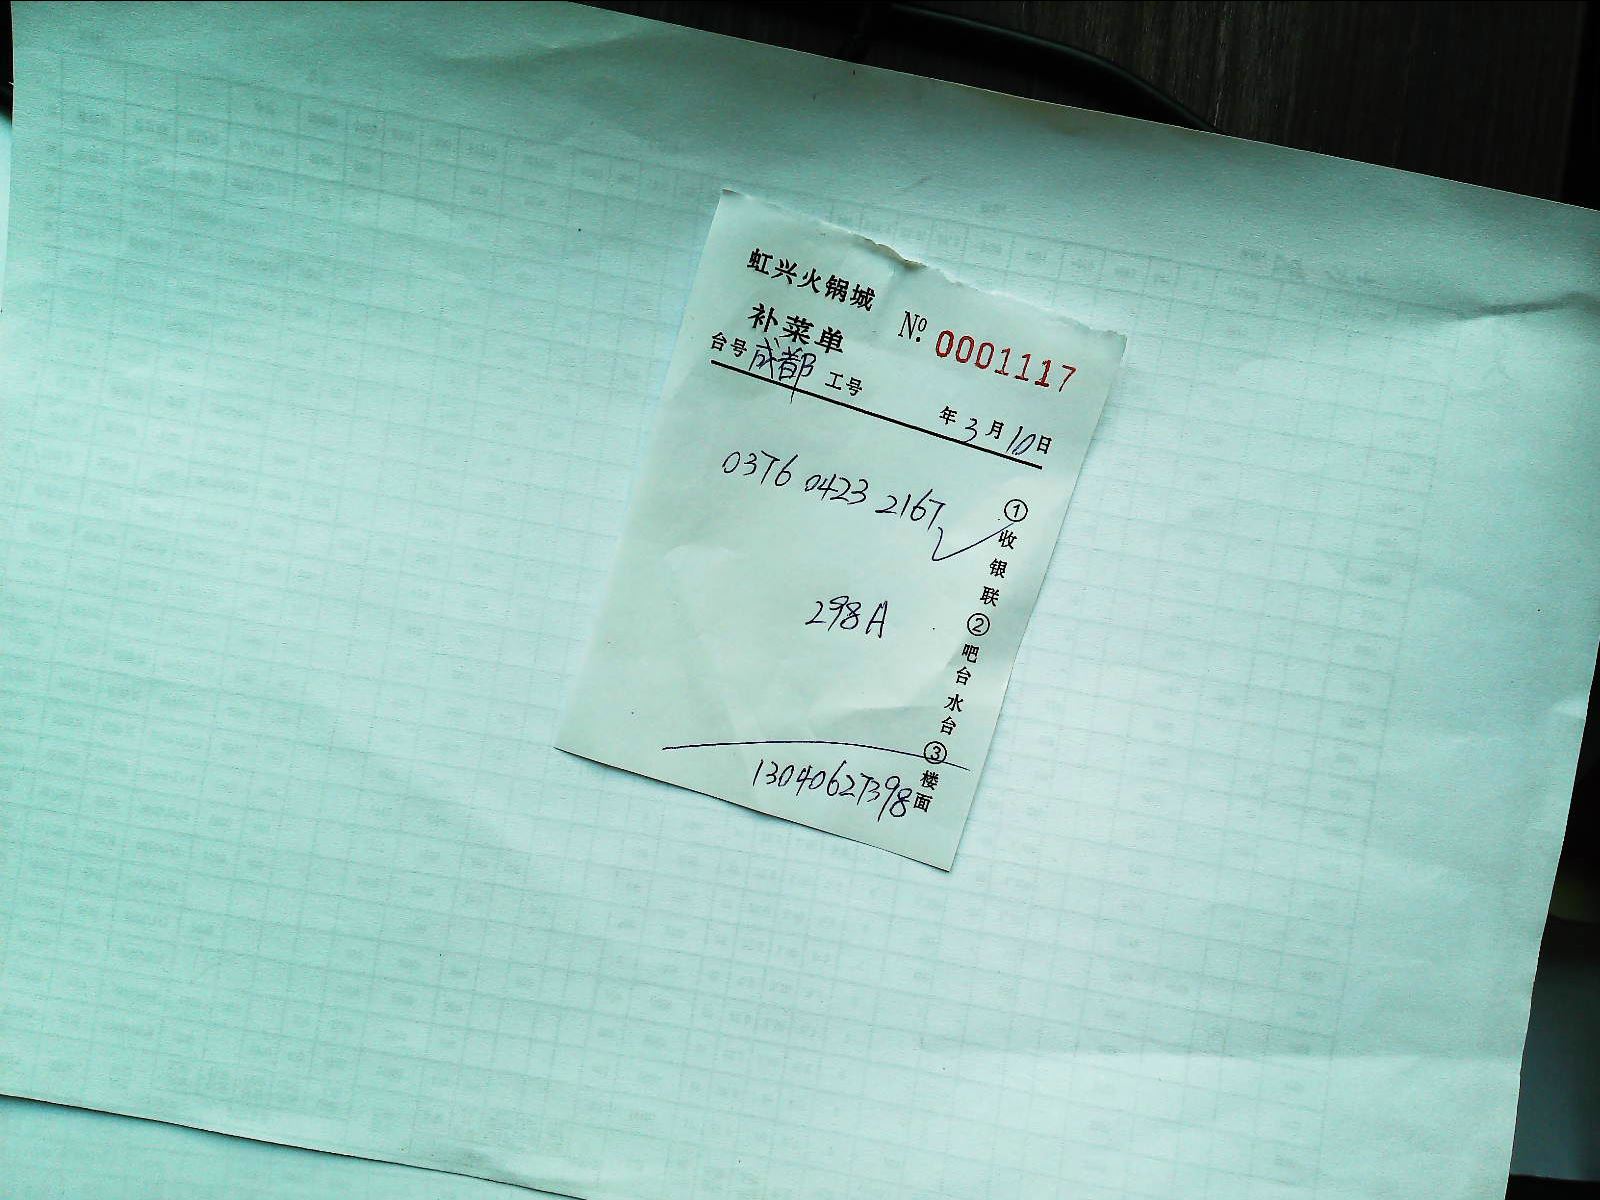 虹兴火锅城
补菜单 №. 0001117
台号 成都 工号 年 3 月 10 日
0376 0423 2167
298A
13040627398
①收银联②吧台水台③楼面